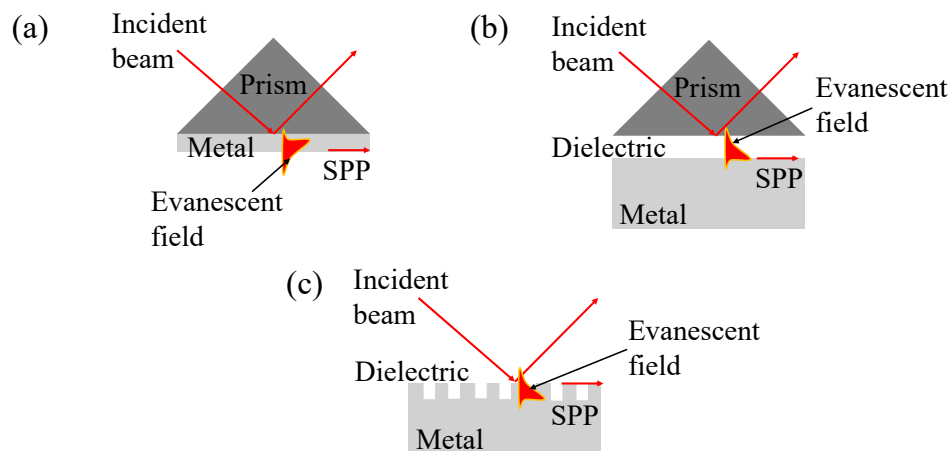 (a)
Incident
beam
Prism
Metal
SPP
Evanescent
field
(b)
Incident
beam
Prism
Evanescent
field
Dielectric
SPP
Metal
(c)
Incident
beam
Evanescent
field
Dielectric
SPP
Metal